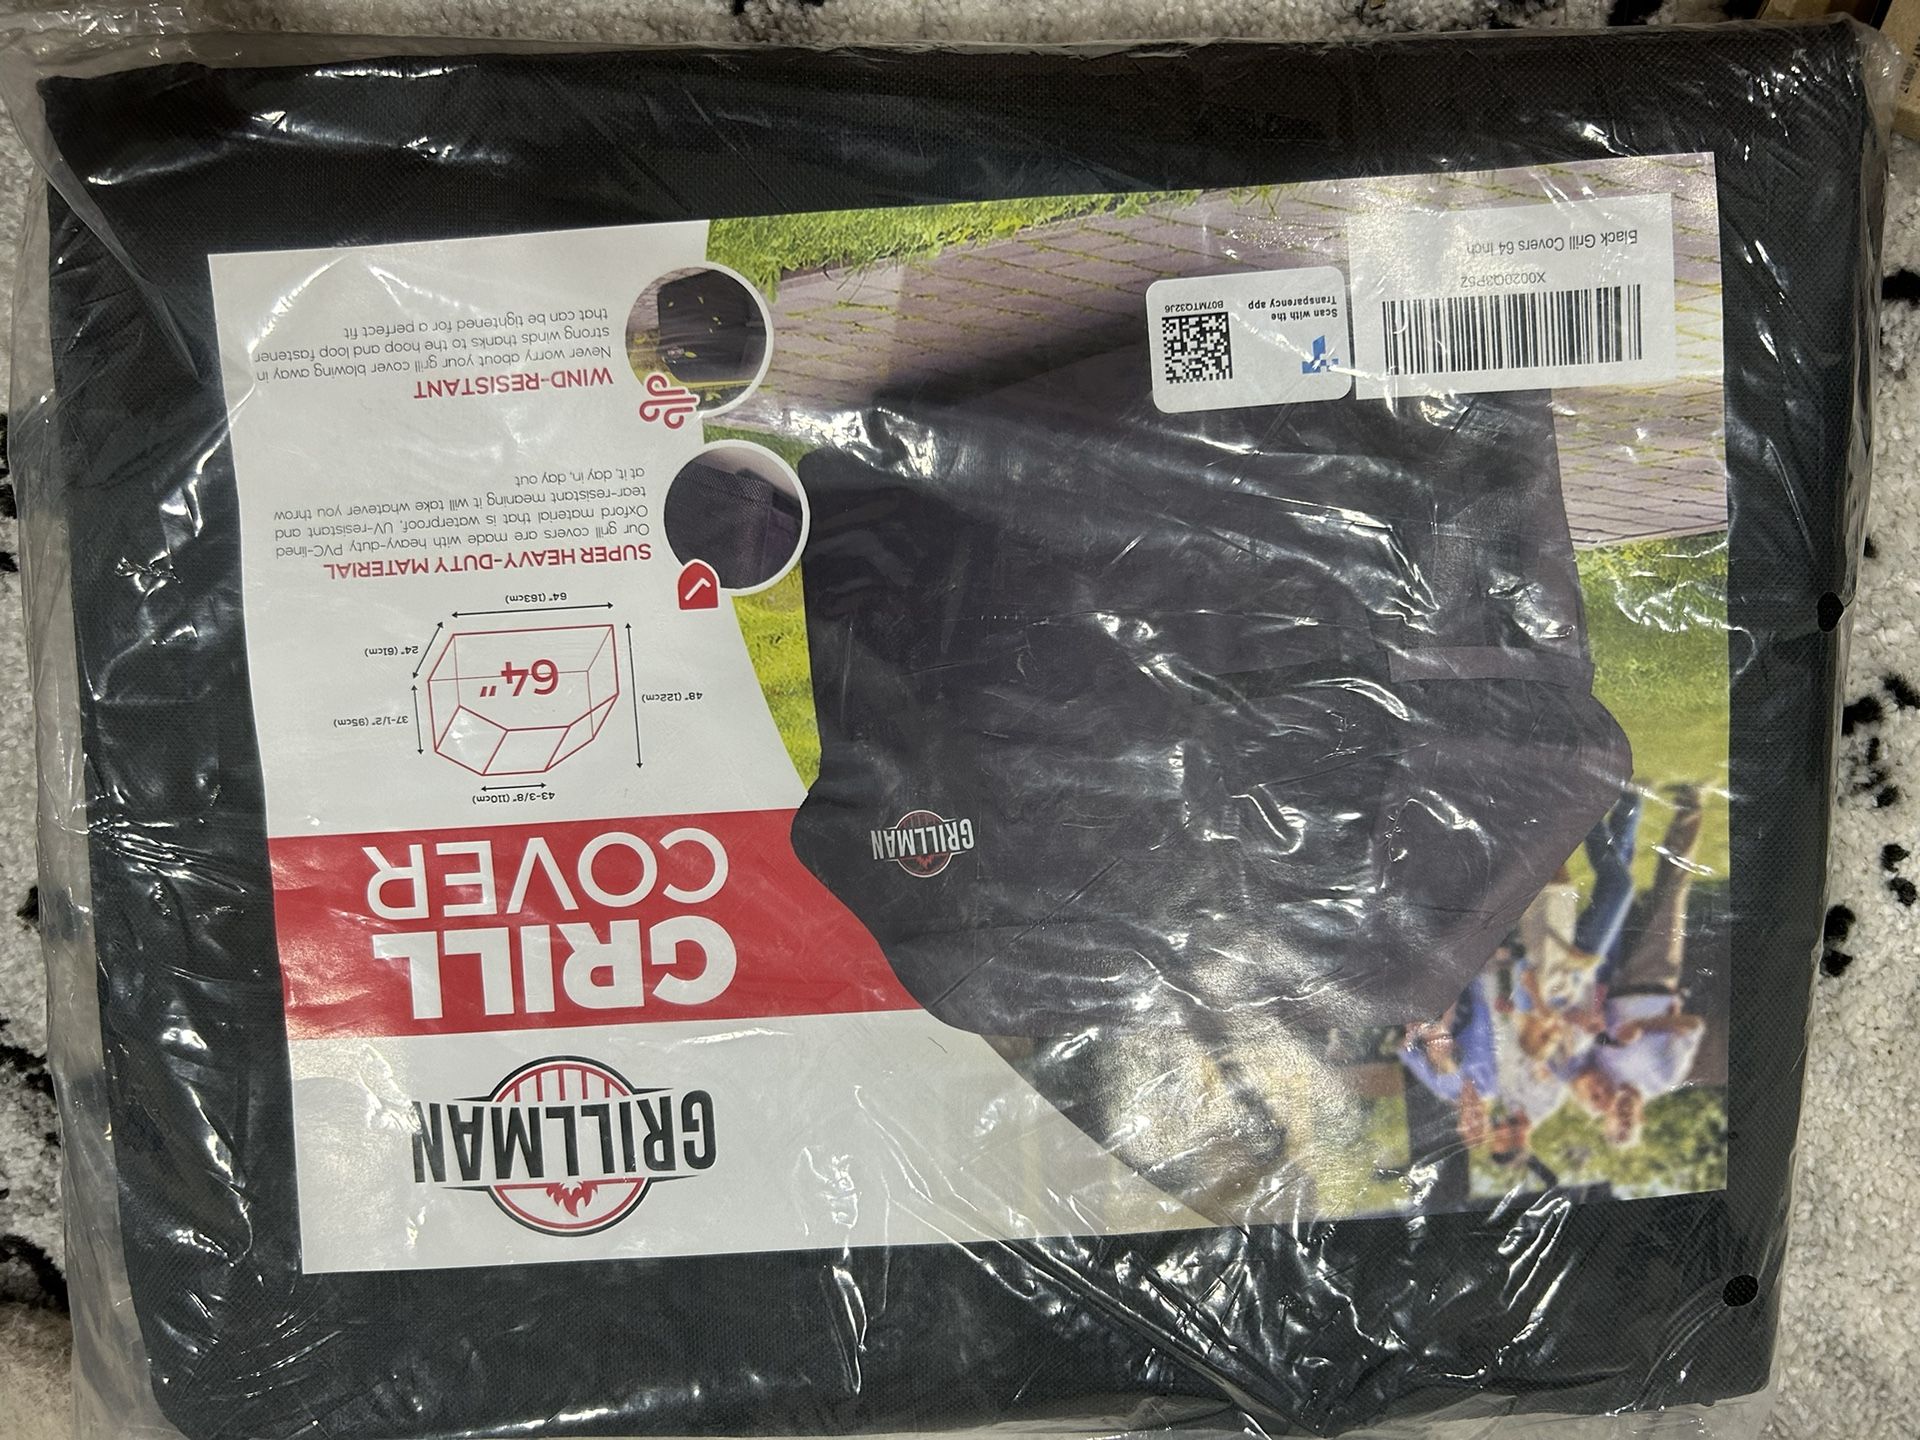 GRILLMAN
GRILL
COVER
43-3/8" (110cm)
48" (122cm)
37-1/2" (95cm)
64"
24" (61cm)
64" (163cm)
SUPER HEAVY-DUTY MATERIAL
Our grill covers are made with heavy-duty PVC-lined
Oxford material that is waterproof, UV-resistant and
tear-resistant meaning it will take whatever you throw
at it, day in, day out
WIND-RESISTANT
Never worry about your grill cover blowing away in
strong winds thanks to the hoop and loop fastener
that can be tightened for a perfect fit
GRILLMAN
Scan with the
Transparency app
B07MTQ32J6
X0020Q3P5Z
Black Grill Covers 64 Inch